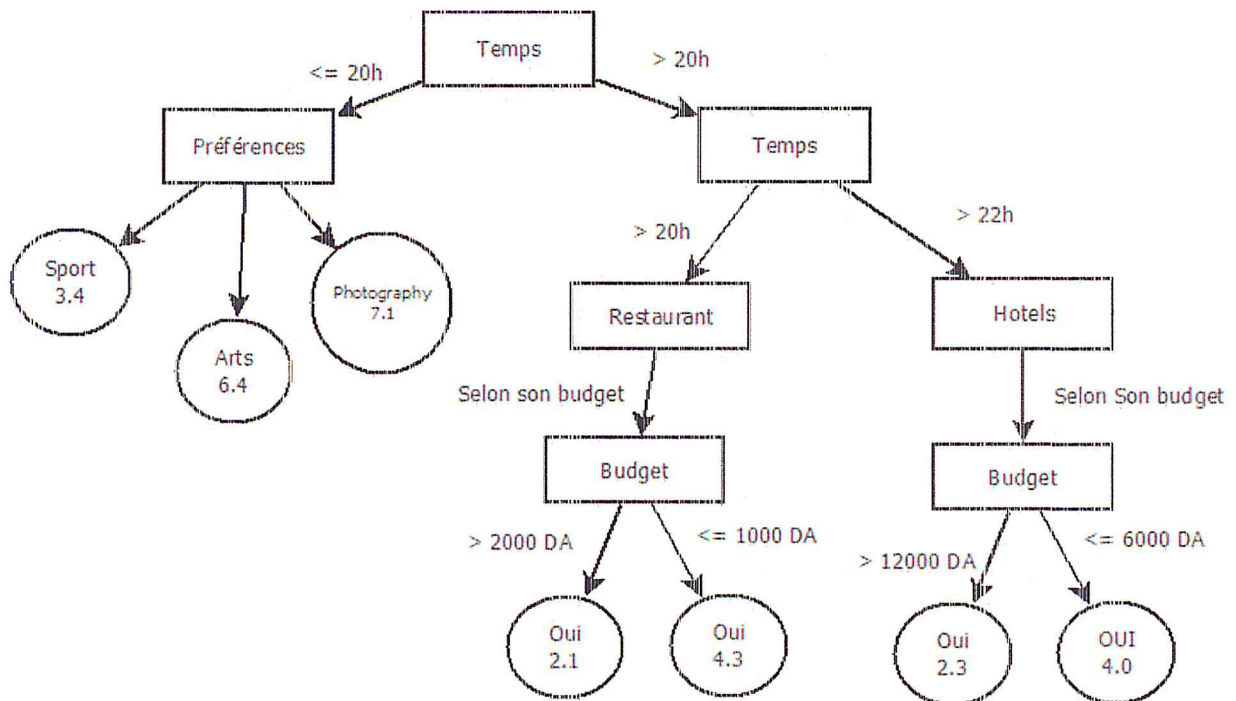 Temps
<= 20h
> 20h
Préférences
Temps
> 20h
> 22h
Sport
3.4
Photography
7.1
Arts
6.4
Restaurant
Hotels
Selon son budget
Selon Son budget
Budget
Budget
> 2000 DA
<= 1000 DA
> 12000 DA
<= 6000 DA
Oui
2.1
Oui
4.3
Oui
2.3
OUI
4.0